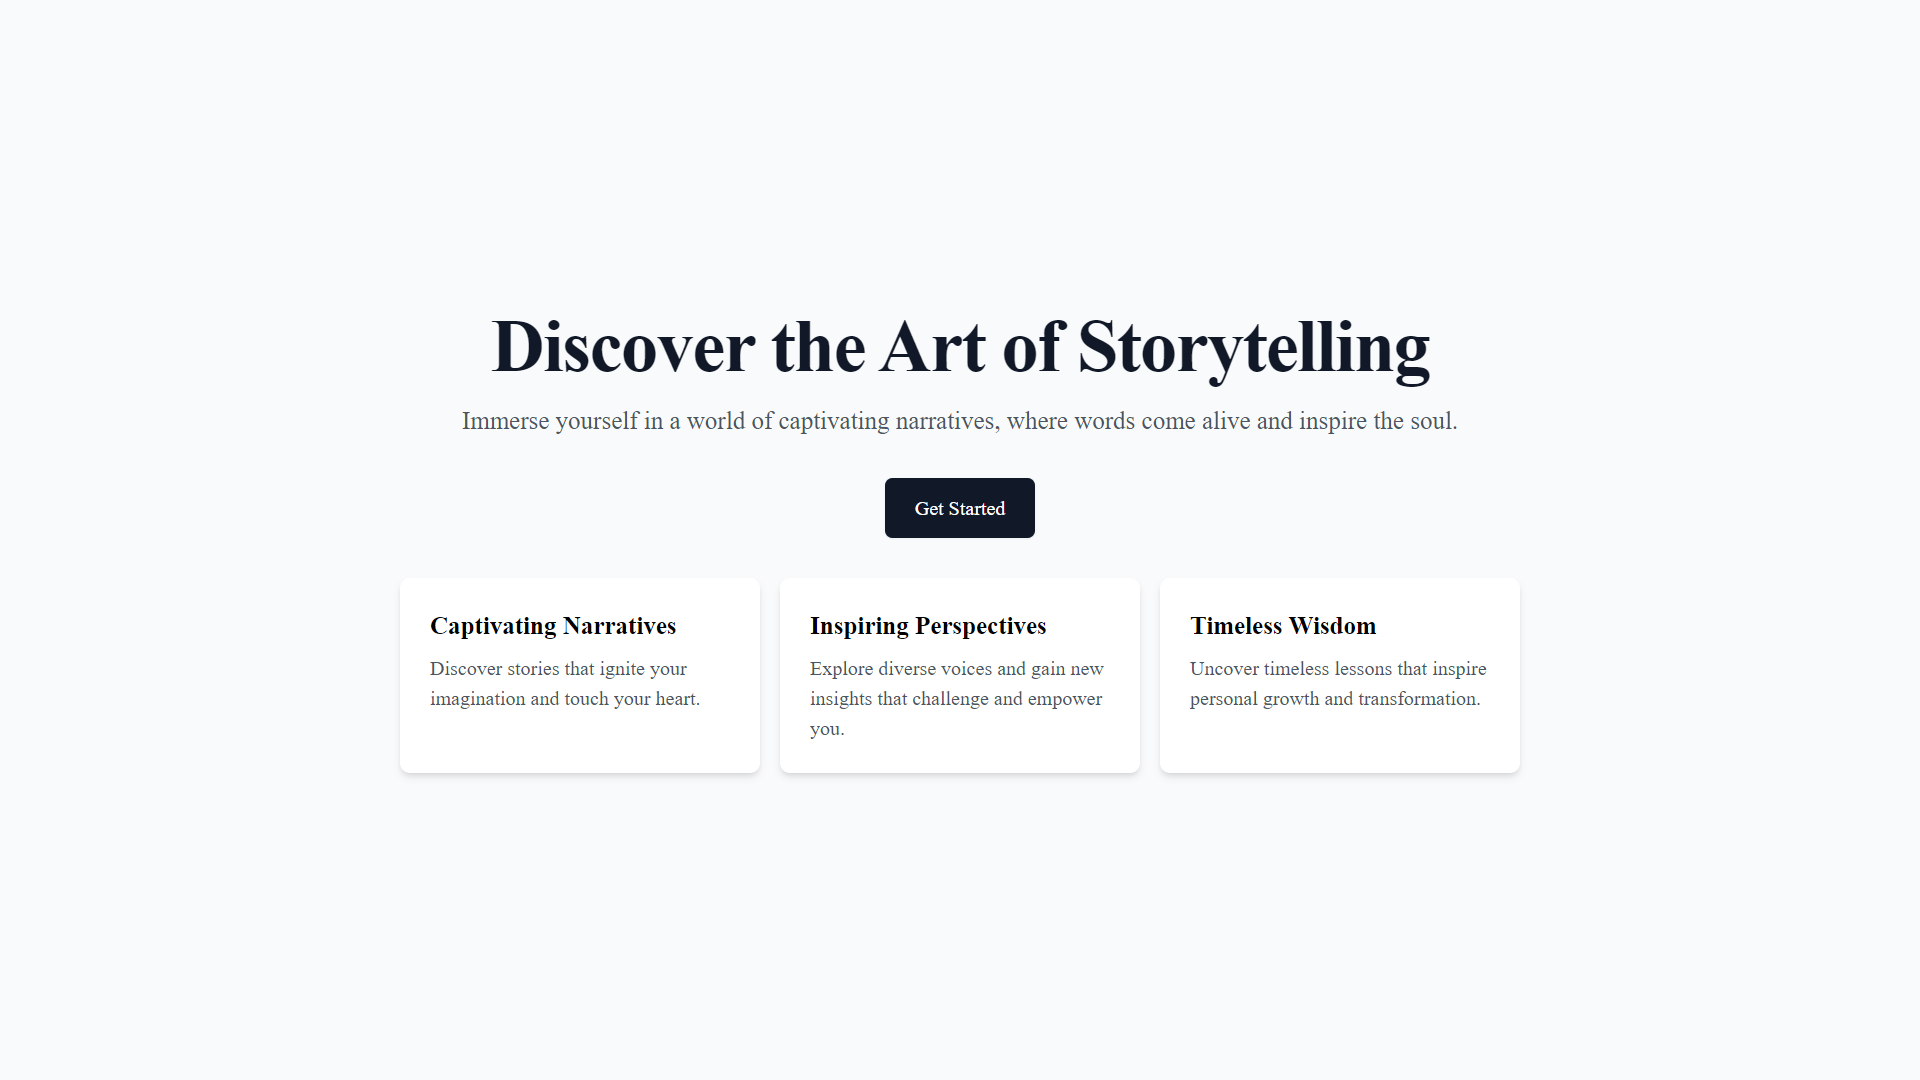 Discover the Art of Storytelling
Immerse yourself in a world of captivating narratives, where words come alive and inspire the soul.
Get Started
Captivating Narratives
Discover stories that ignite your
imagination and touch your heart.
Inspiring Perspectives
Explore diverse voices and gain new
insights that challenge and empower
you.
Timeless Wisdom
Uncover timeless lessons that inspire
personal growth and transformation.